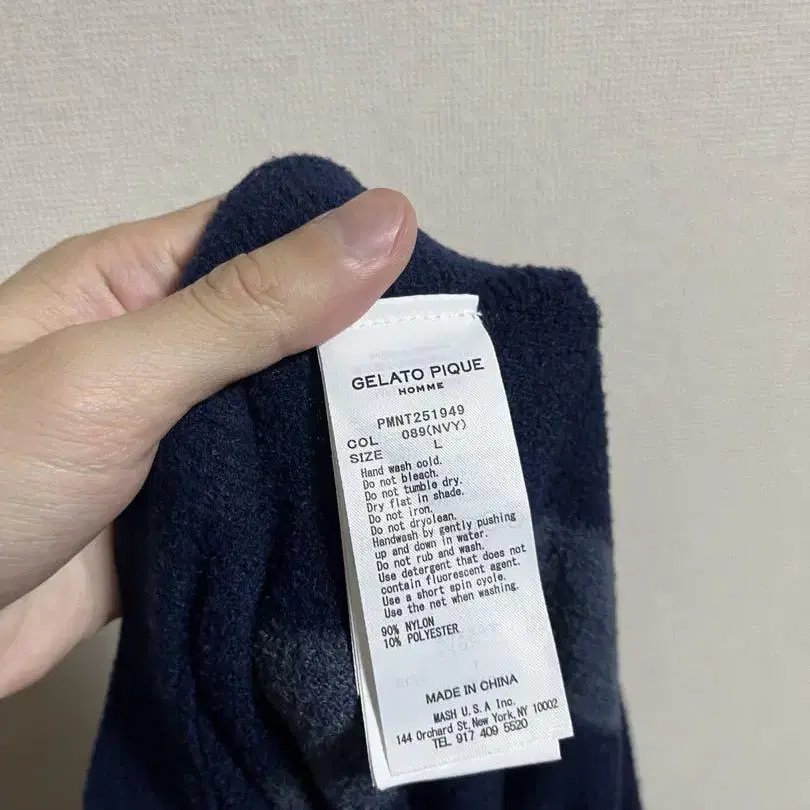 GELATO PIQUE
HOMME
PMNT251949
COL 089(NVY)
SIZE L
Hand wash cold.
Do not bleach.
Do not tumble dry.
Dry flat in shade.
Do not iron.
Do not dryolean.
Handwash by gently pushing
up and down in water.
Do not rub and wash.
Use detergent that does not
contain fluorescent agent.
Use a short spin cycle.
Use the net when washing.
90% NYLON
10% POLYESTER
MADE IN CHINA
MASH U.S.A Inc.
144 Orchard St, New York, NY 10002
TEL 917 409 5520